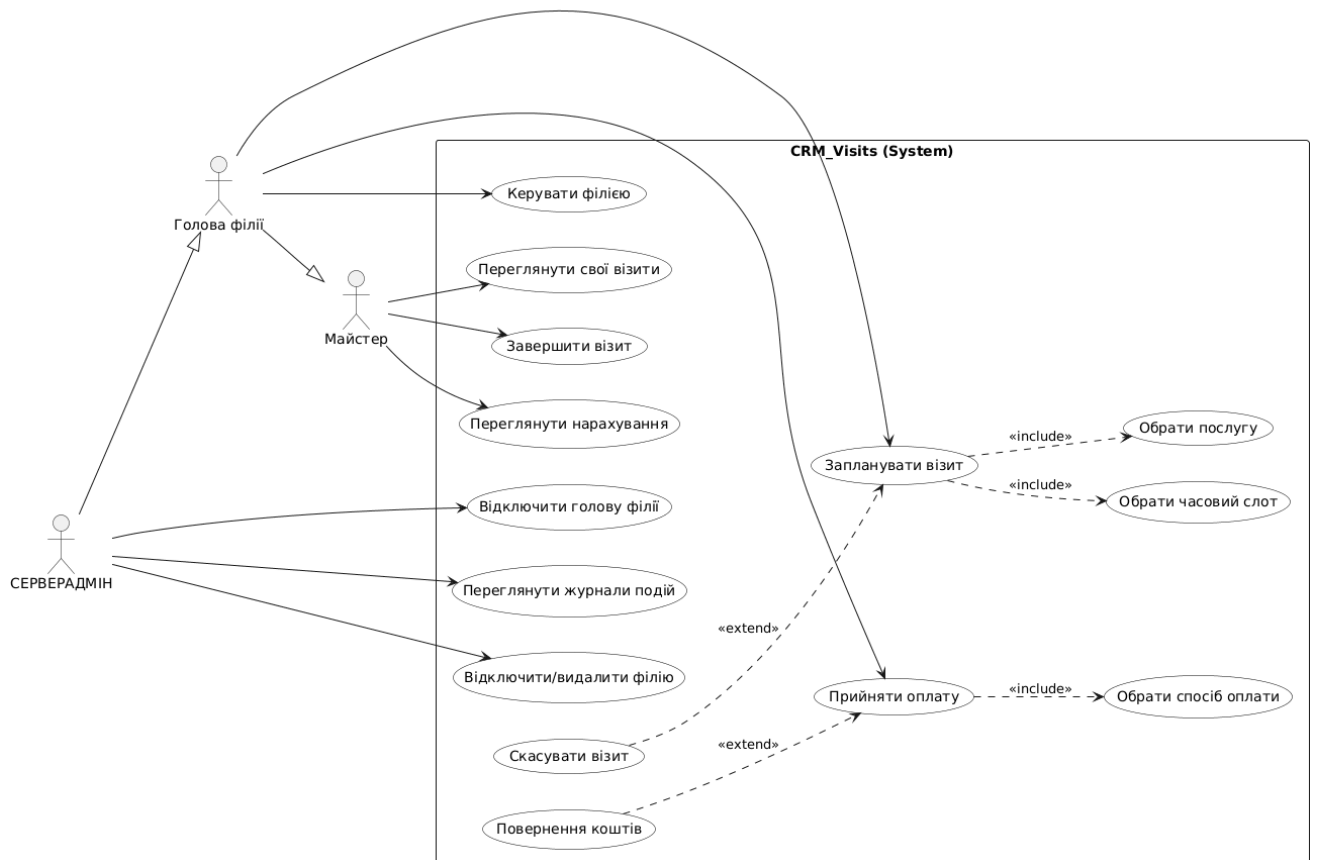 CRM_Visits (System)
Керувати філією
Голова філії
Переглянути свої візити
Майстер
Завершити візит
Переглянути нарахування
Обрати послугу
«include»
Запланувати візит
«include»
Обрати часовий слот
Відключити голову філії
СЕРВЕРАДМІН
Переглянути журнали подій
«extend»
Відключити/видалити філію
Прийняти оплату
«include»
Обрати спосіб оплати
«extend»
Скасувати візит
Повернення коштів